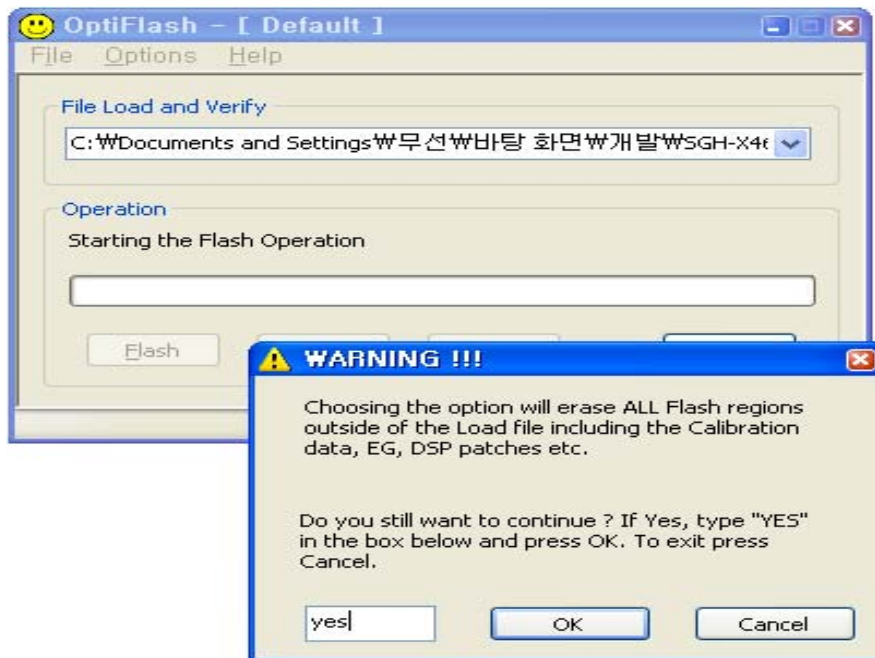 OptiFlash - [ Default ]
File Options Help
File Load and Verify
C:₩Documents and Settings₩무선₩바탕 화면₩개발₩SGH-X4
Operation
Starting the Flash Operation
Flash
₩ARNING !!!
Choosing the option will erase ALL Flash regions
outside of the Load file including the Calibration
data, EG, DSP patches etc.
Do you still want to continue ? If Yes, type "YES"
in the box below and press OK. To exit press
Cancel.
yes
OK Cancel